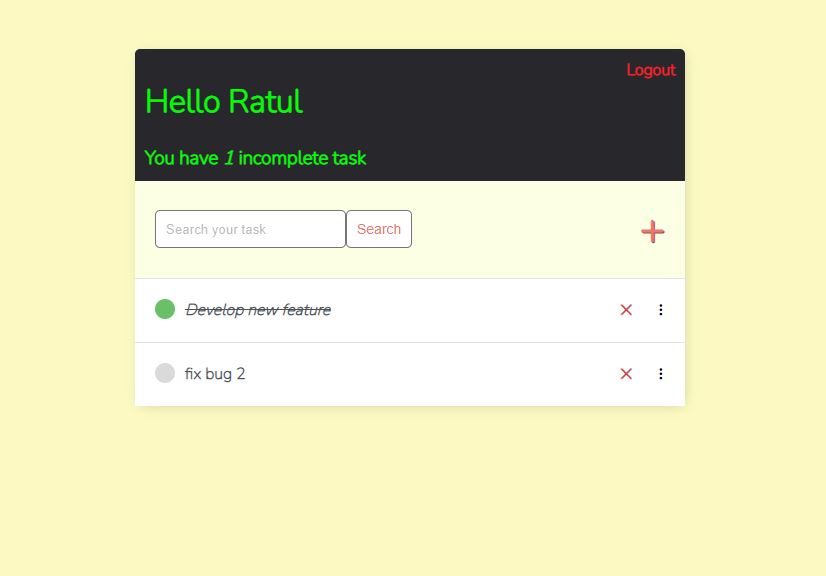 Logout
Hello Ratul
You have 1 incomplete task
Search your task
Search
Develop new feature
fix bug 2